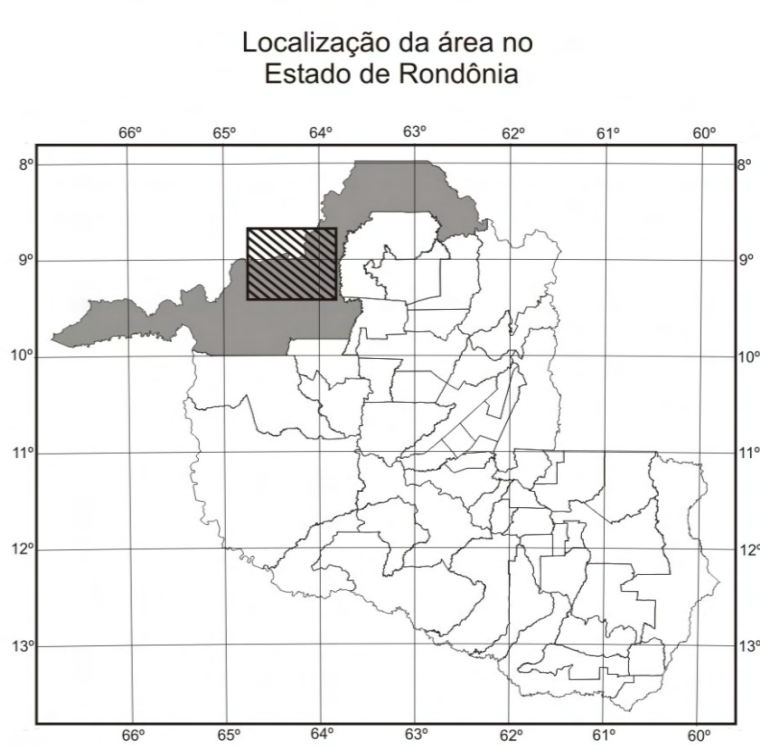 Localização da área no
Estado de Rondônia
66º 65º 64º 63º 62º 61º 60º
8º 8º
9º 9º
10º 10º
11º 11º
12º 12º
13º 13º
66º 65º 64º 63º 62º 61º 60º